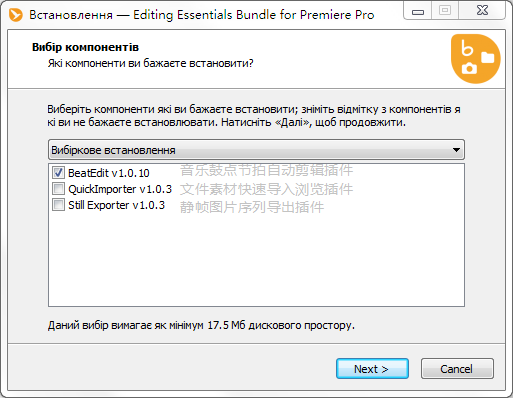 Встановлення — Editing Essentials Bundle for Premiere Pro
Вибір компонентів
Які компоненти ви бажаєте встановити?
b
Виберіть компоненти які ви бажаєте встановити; зніміть відмітку з компонентів я
кі ви не бажаєте встановлювати. Натисніть «Далі», щоб продовжити.
Вибіркове встановлення
BeatEdit v1.0.10 音乐鼓点节拍自动剪辑插件
QuickImporter v1.0.3 文件素材快速导入浏览插件
Still Exporter v1.0.3 静帧图片序列导出插件
Даний вибір вимагає як мінімум 17.5 Мб дискового простору.
Next > Cancel